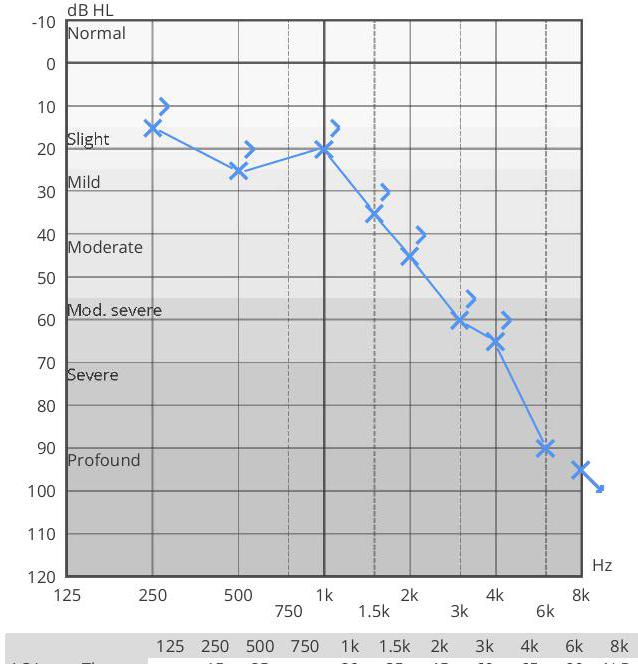 dB HL
-10
Normal
0
10
Slight
20
Mild
30
40
Moderate
50
Mod. severe
60
70
Severe
80
90
Profound
100
110
120
Hz
125 250 500 1k 2k 4k 8k
750 1.5k 3k 6k
125 250 500 750 1k 1.5k 2k 3k 4k 6k 8k